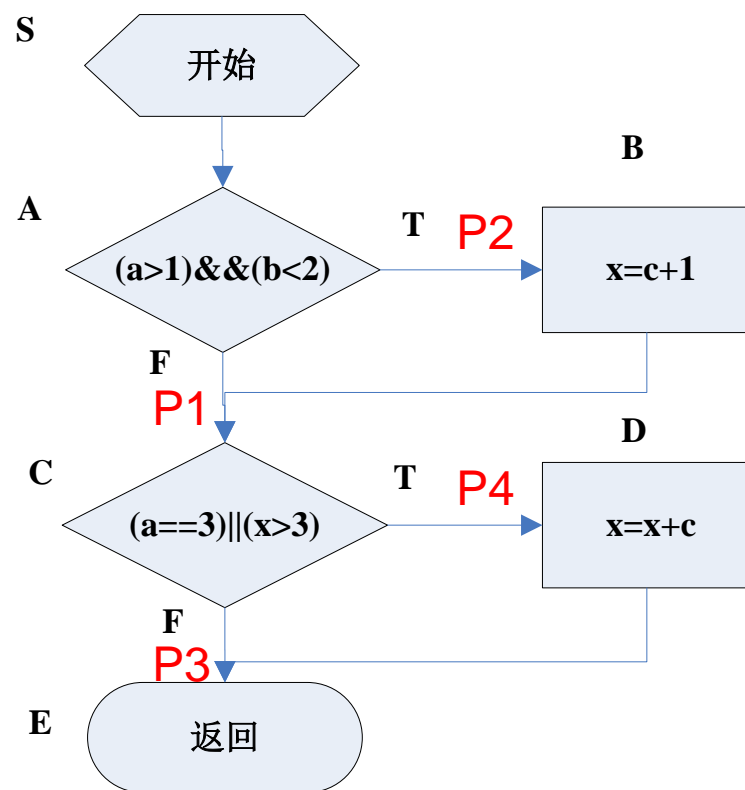 S
开始
B
A
(a>1)&&(b<2)
T
P2
x=c+1
F
P1
D
C
(a==3)||(x>3)
T
P4
x=x+c
F
P3
E
返回